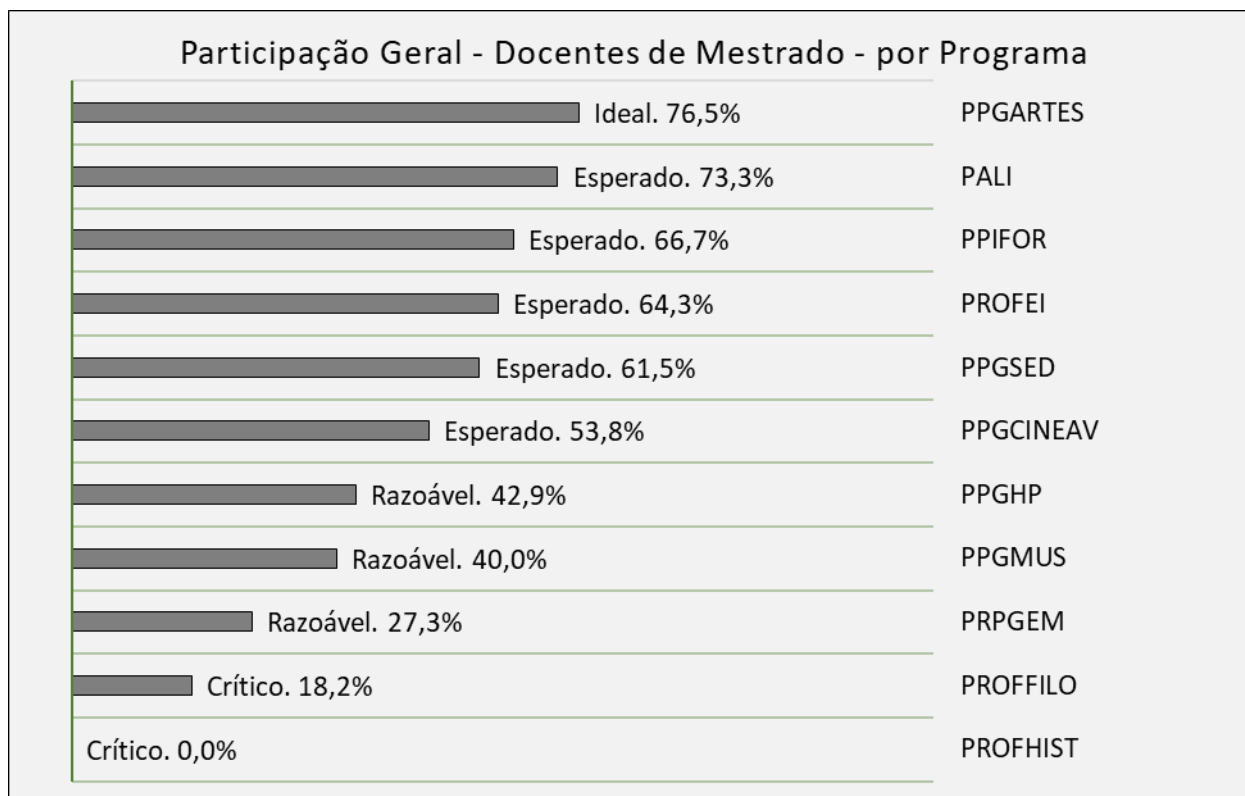 Participação Geral - Docentes de Mestrado - por Programa
Ideal. 76,5% PPGARTES
Esperado. 73,3% PALI
Esperado. 66,7% PPIFOR
Esperado. 64,3% PROFEI
Esperado. 61,5% PPGSED
Esperado. 53,8% PPGCINEAV
Razoável. 42,9% PPGHP
Razoável. 40,0% PPGMUS
Razoável. 27,3% PRPGEM
Crítico. 18,2% PROFFILO
Crítico. 0,0% PROFHIST